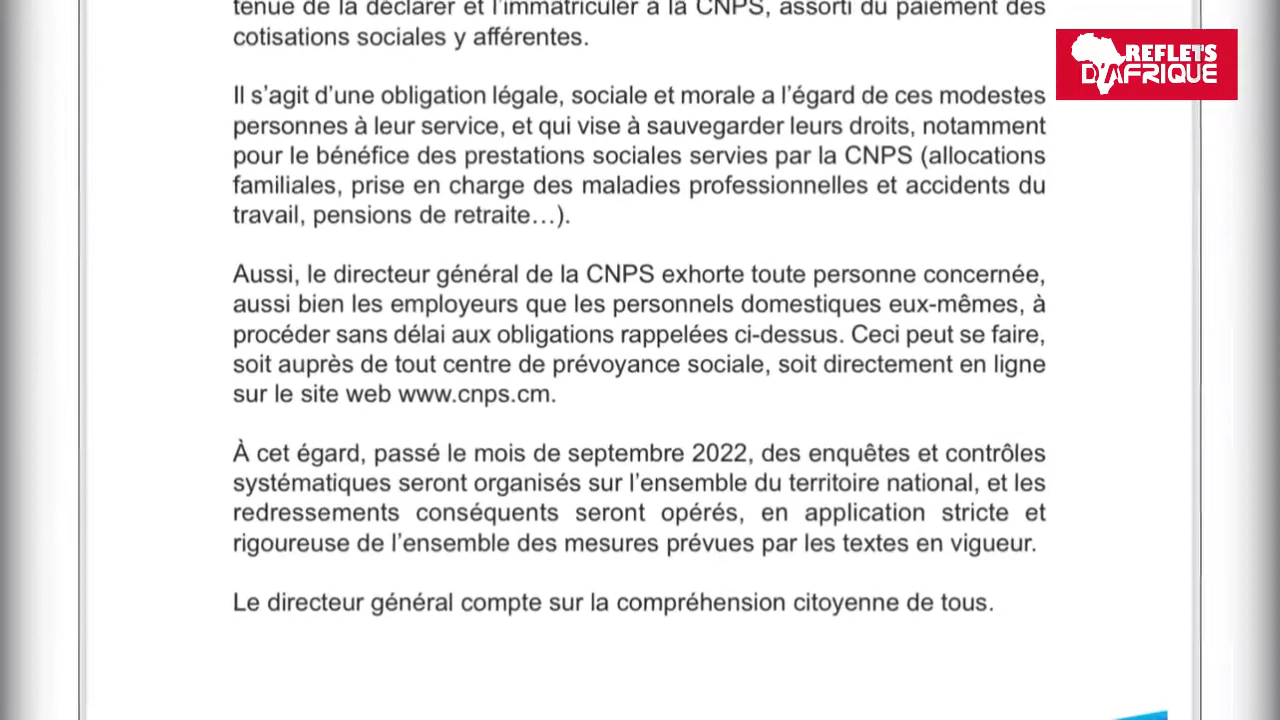 tenue de la déclarer et l'immatriculer à la CNPS, assorti du paiement des
cotisations sociales y afférentes.
REFLETS
D'AFRIQUE
Il s'agit d'une obligation légale, sociale et morale a l'égard de ces modestes
personnes à leur service, et qui vise à sauvegarder leurs droits, notamment
pour le bénéfice des prestations sociales servies par la CNPS (allocations
familiales, prise en charge des maladies professionnelles et accidents du
travail, pensions de retraite…).
Aussi, le directeur général de la CNPS exhorte toute personne concernée,
aussi bien les employeurs que les personnels domestiques eux-mêmes, à
procéder sans délai aux obligations rappelées ci-dessus. Ceci peut se faire,
soit auprès de tout centre de prévoyance sociale, soit directement en ligne
sur le site web www.cnps.cm.
À cet égard, passé le mois de septembre 2022, des enquêtes et contrôles
systématiques seront organisés sur l'ensemble du territoire national, et les
redressements conséquents seront opérés, en application stricte et
rigoureuse de l'ensemble des mesures prévues par les textes en vigueur.
Le directeur général compte sur la compréhension citoyenne de tous.